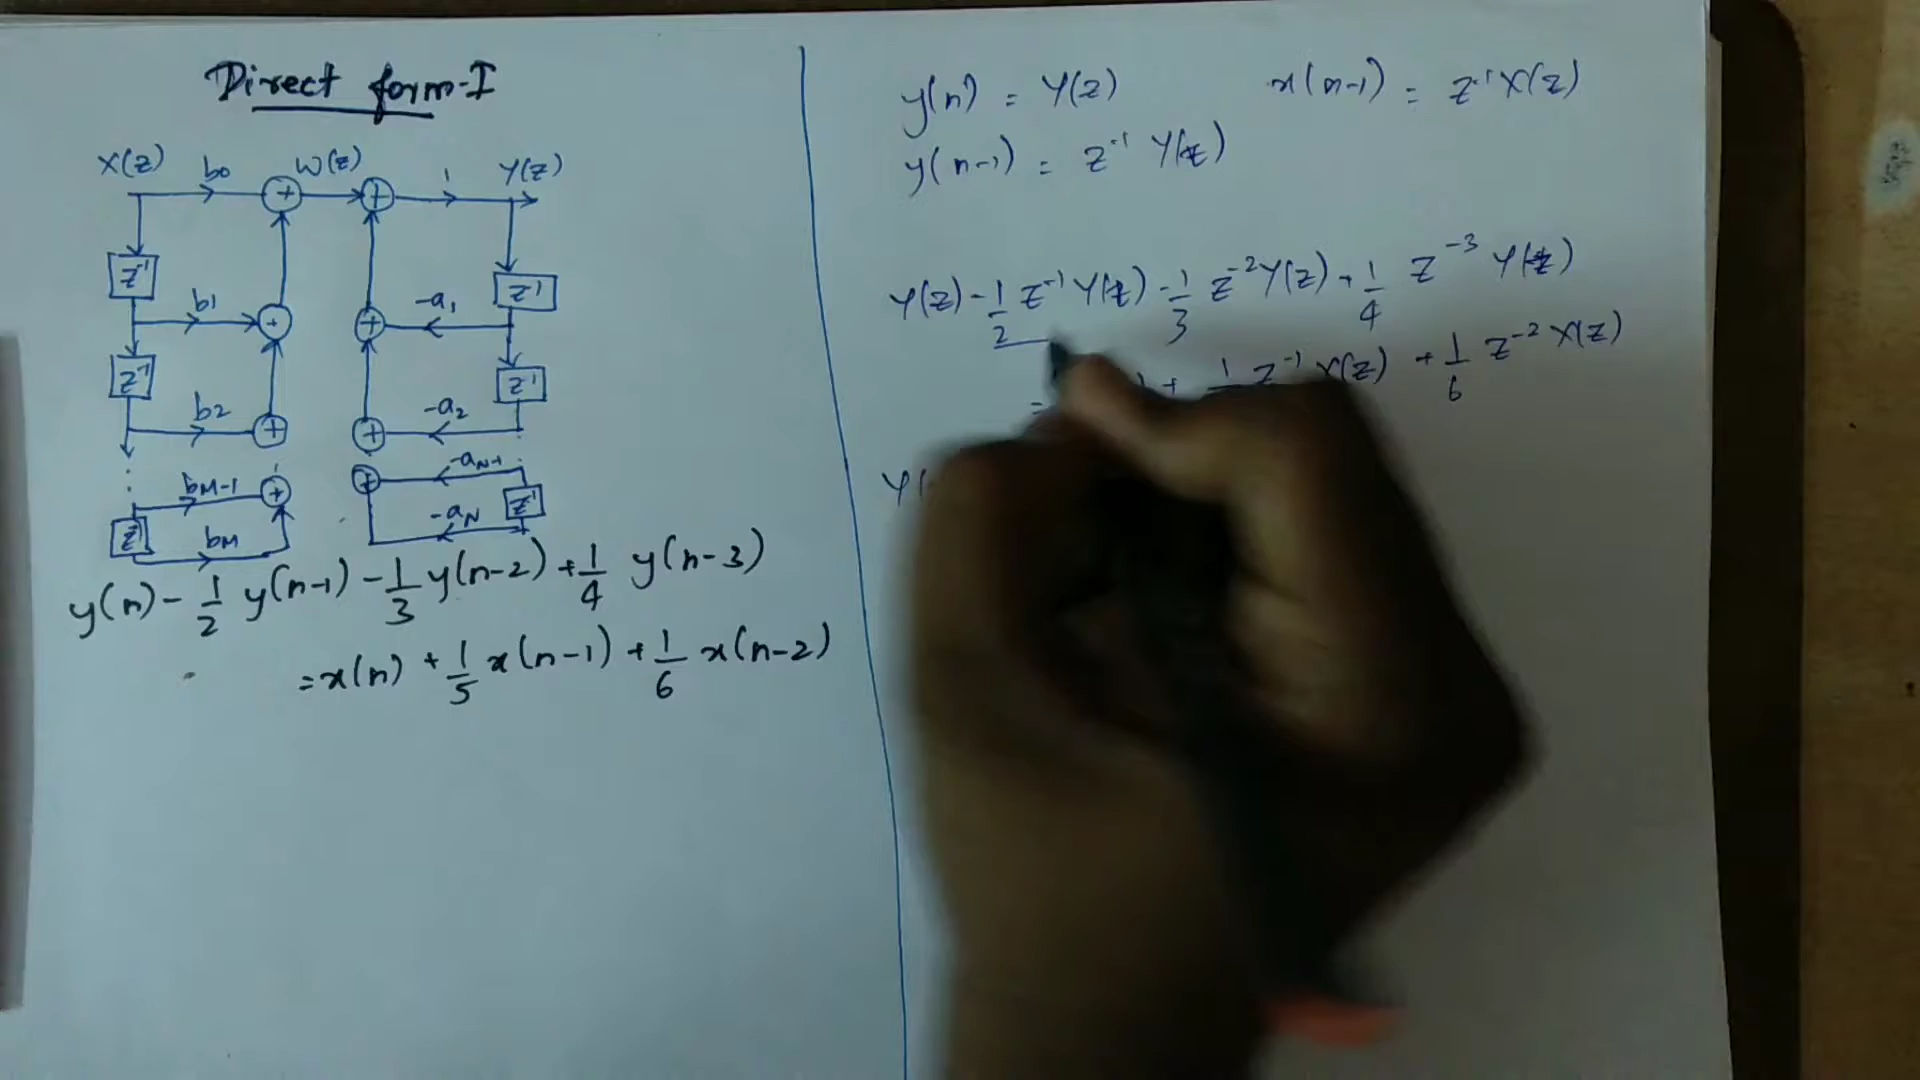 Direct form-I
X(z) b0 W(z) 1 Y(z)
z⁻¹ b1 -a1 z⁻¹
z⁻¹ b2 -a2 z⁻¹
bM-1 -aN-1
z⁻¹ bM -aN z⁻¹
y(n) - 1/2 y(n-1) - 1/3 y(n-2) + 1/4 y(n-3)
= x(n) + 1/5 x(n-1) + 1/6 x(n-2)
y(n) = Y(z) x(n-1) = z⁻¹ X(z)
y(n-1) = z⁻¹ Y(z)
Y(z) - 1/2 z⁻¹ Y(z) - 1/3 z⁻² Y(z) + 1/4 z⁻³ Y(z)
= + z⁻¹ X(z) + 1/6 z⁻² X(z)
Y(